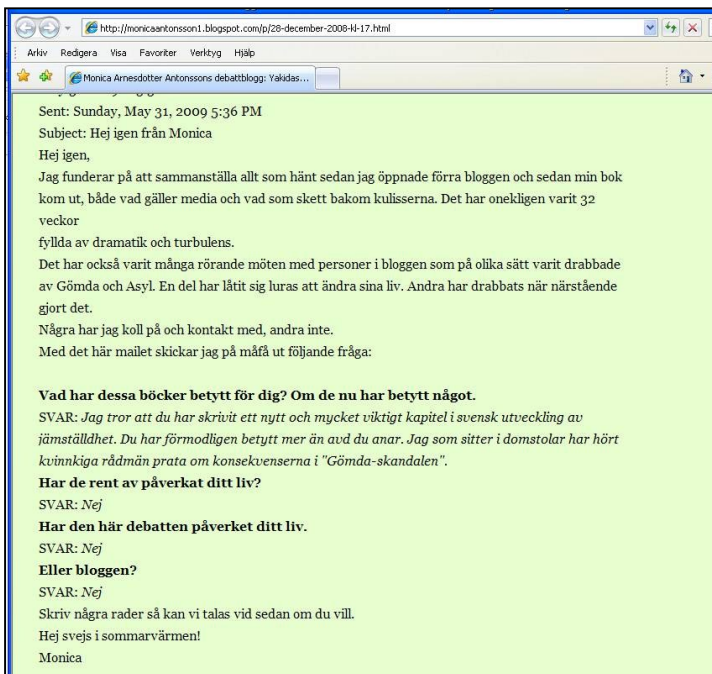 http://monicaantonsson1.blogspot.com/p/28-december-2008-kl-17.html
Arkiv Redigera Visa Favoriter Verktyg Hjälp
Monica Arnesdotter Antonssons debattblogg: Yakidas...
Sent: Sunday, May 31, 2009 5:36 PM
Subject: Hej igen från Monica
Hej igen,
Jag funderar på att sammanställa allt som hänt sedan jag öppnade förra bloggen och sedan min bok
kom ut, både vad gäller media och vad som skett bakom kulisserna. Det har onekligen varit 32
veckor
fyllda av dramatik och turbulens.
Det har också varit många rörande möten med personer i bloggen som på olika sätt varit drabbade
av Gömda och Asyl. En del har låtit sig luras att ändra sina liv. Andra har drabbats när närstående
gjort det.
Några har jag koll på och kontakt med, andra inte.
Med det här mailet skickar jag på måfå ut följande fråga:
Vad har dessa böcker betytt för dig? Om de nu har betytt något.
SVAR: Jag tror att du har skrivit ett nytt och mycket viktigt kapitel i svensk utveckling av
jämställdhet. Du har förmodligen betytt mer än avd du anar. Jag som sitter i domstolar har hört
kvinnkiga rådmän prata om konsekvenserna i "Gömda-skandalen".
Har de rent av påverkat ditt liv?
SVAR: Nej
Har den här debatten påverket ditt liv.
SVAR: Nej
Eller bloggen?
SVAR: Nej
Skriv några rader så kan vi talas vid sedan om du vill.
Hej svejs i sommarvärmen!
Monica